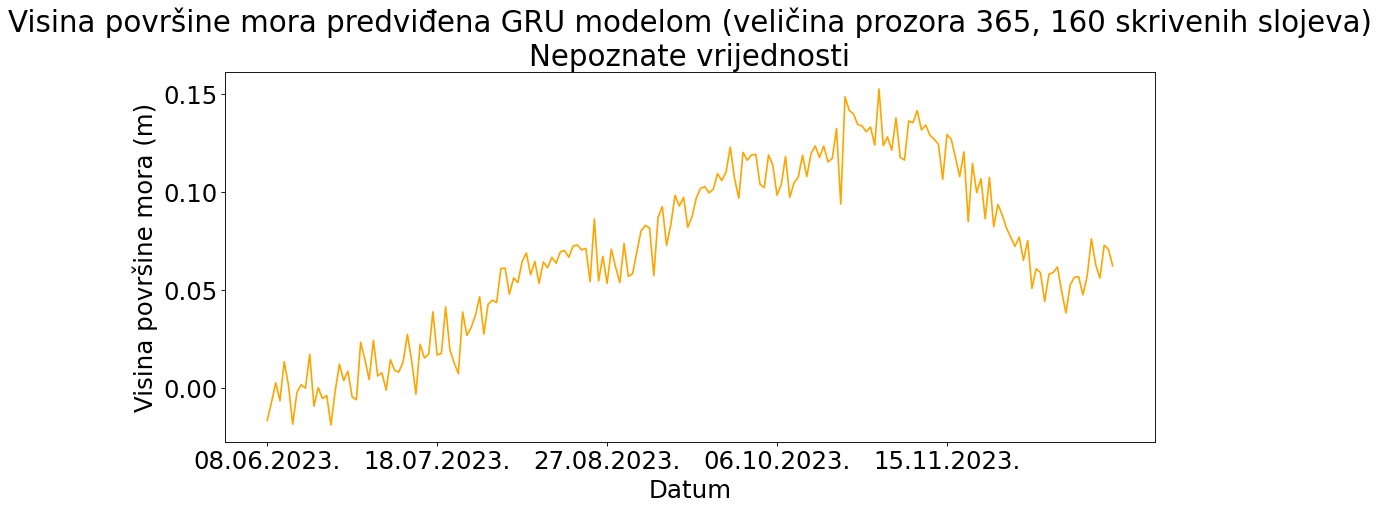 Visina površine mora predviđena GRU modelom (veličina prozora 365, 160 skrivenih slojeva)
Nepoznate vrijednosti
Visina površine mora (m)
0.15
0.10
0.05
0.00
08.06.2023. 18.07.2023. 27.08.2023. 06.10.2023. 15.11.2023.
Datum